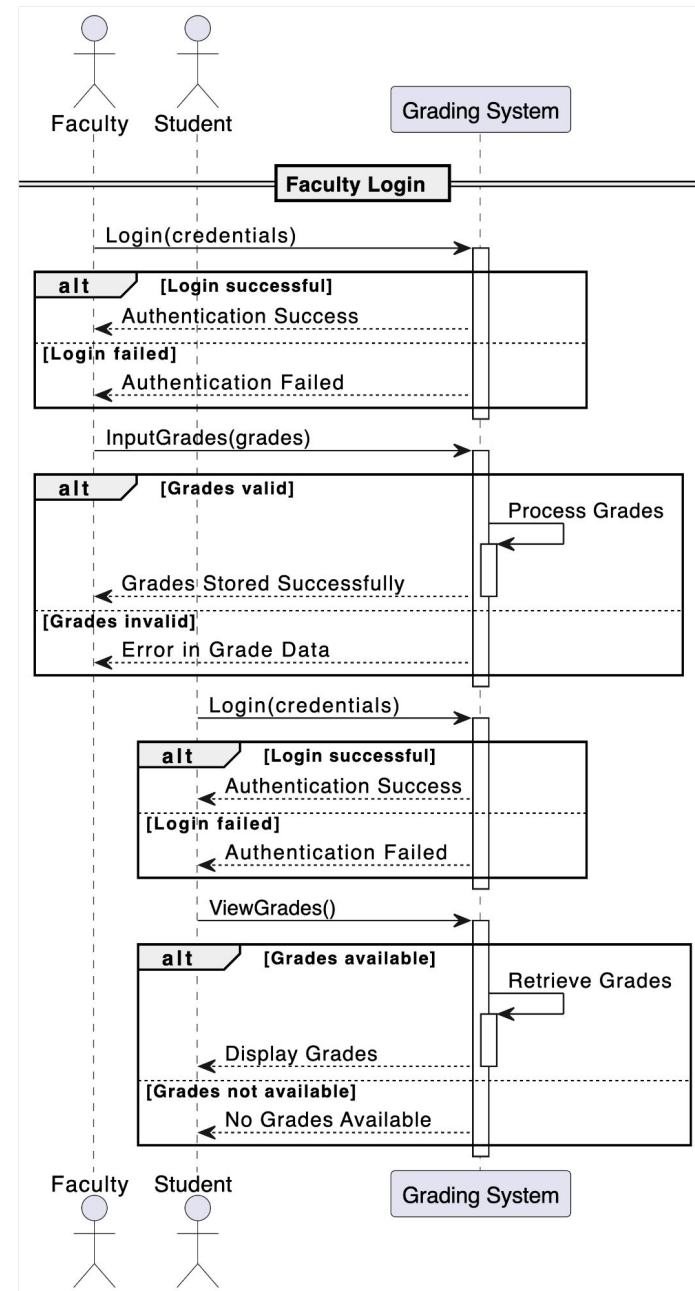 Faculty
Student
Grading System
Faculty Login
Login(credentials)
alt [Login successful]
Authentication Success
[Login failed]
Authentication Failed
InputGrades(grades)
alt [Grades valid]
Process Grades
Grades Stored Successfully
[Grades invalid]
Error in Grade Data
Login(credentials)
alt [Login successful]
Authentication Success
[Login failed]
Authentication Failed
ViewGrades()
alt [Grades available]
Retrieve Grades
Display Grades
[Grades not available]
No Grades Available
Faculty
Student
Grading System